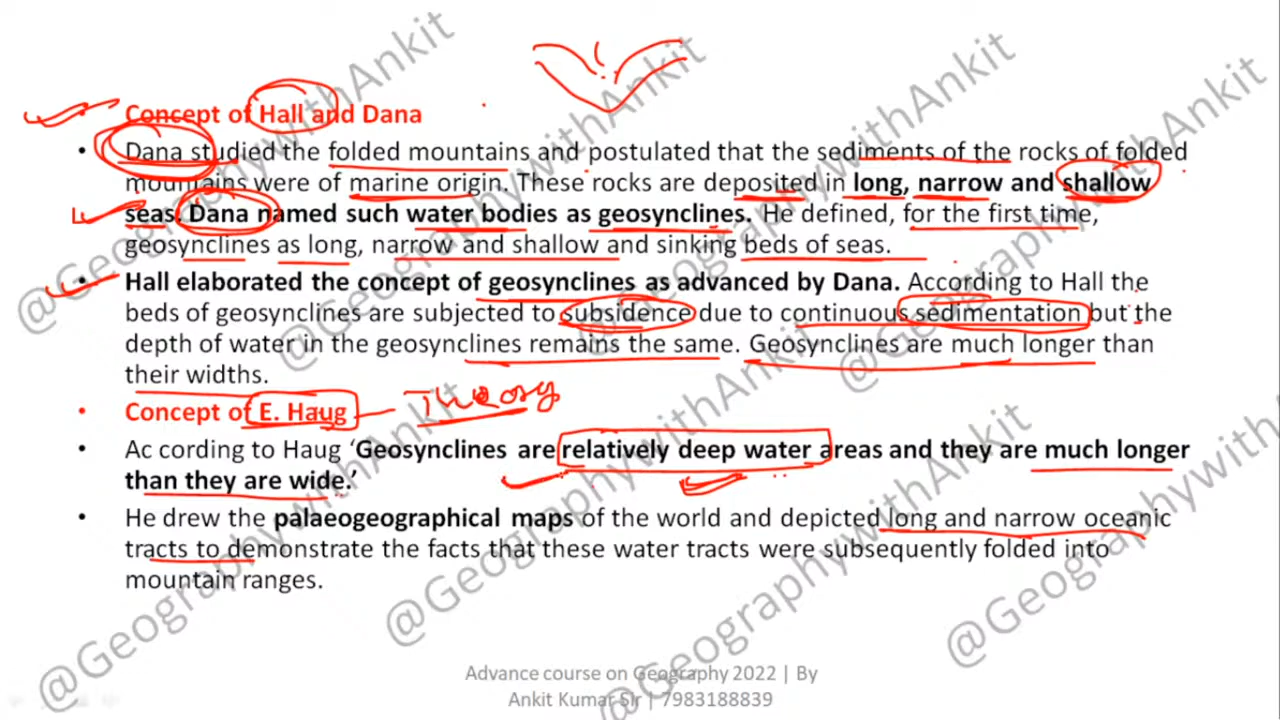 Concept of Hall and Dana
• Dana studied the folded mountains and postulated that the sediments of the rocks of folded
mountains were of marine origin. These rocks are deposited in long, narrow and shallow
seas. Dana named such water bodies as geosynclines. He defined, for the first time,
geosynclines as long, narrow and shallow and sinking beds of seas.
• Hall elaborated the concept of geosynclines as advanced by Dana. According to Hall the
beds of geosynclines are subjected to subsidence due to continuous sedimentation but the
depth of water in the geosynclines remains the same. Geosynclines are much longer than
their widths.
• Concept of E. Haug Theory
• Ac cording to Haug ‘Geosynclines are relatively deep water areas and they are much longer
than they are wide.’
• He drew the palaeogeographical maps of the world and depicted long and narrow oceanic
tracts to demonstrate the facts that these water tracts were subsequently folded into
mountain ranges.
Advance course on Geography 2022 | By
Ankit Kumar Sir | 7983188839
@GeographywithAnkit
@GeographywithAnkit
@GeographywithAnkit
@GeographywithAnkit
@GeographywithAnkit
@GeographywithAnkit
@GeographywithAnkit